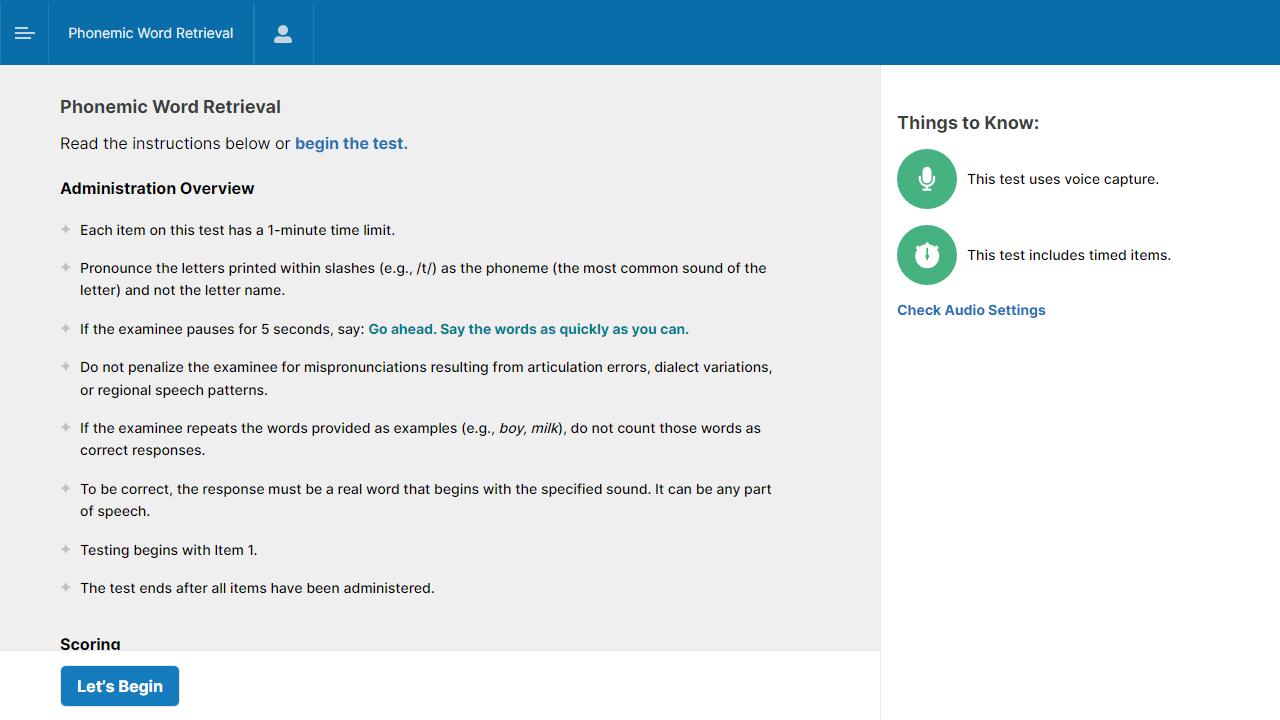 Phonemic Word Retrieval
Phonemic Word Retrieval
Read the instructions below or begin the test.
Administration Overview
Each item on this test has a 1-minute time limit.
Pronounce the letters printed within slashes (e.g., /t/) as the phoneme (the most common sound of the
letter) and not the letter name.
If the examinee pauses for 5 seconds, say: Go ahead. Say the words as quickly as you can.
Do not penalize the examinee for mispronunciations resulting from articulation errors, dialect variations,
or regional speech patterns.
If the examinee repeats the words provided as examples (e.g., boy, milk), do not count those words as
correct responses.
To be correct, the response must be a real word that begins with the specified sound. It can be any part
of speech.
Testing begins with Item 1.
The test ends after all items have been administered.
Scoring
Let's Begin
Things to Know:
This test uses voice capture.
This test includes timed items.
Check Audio Settings